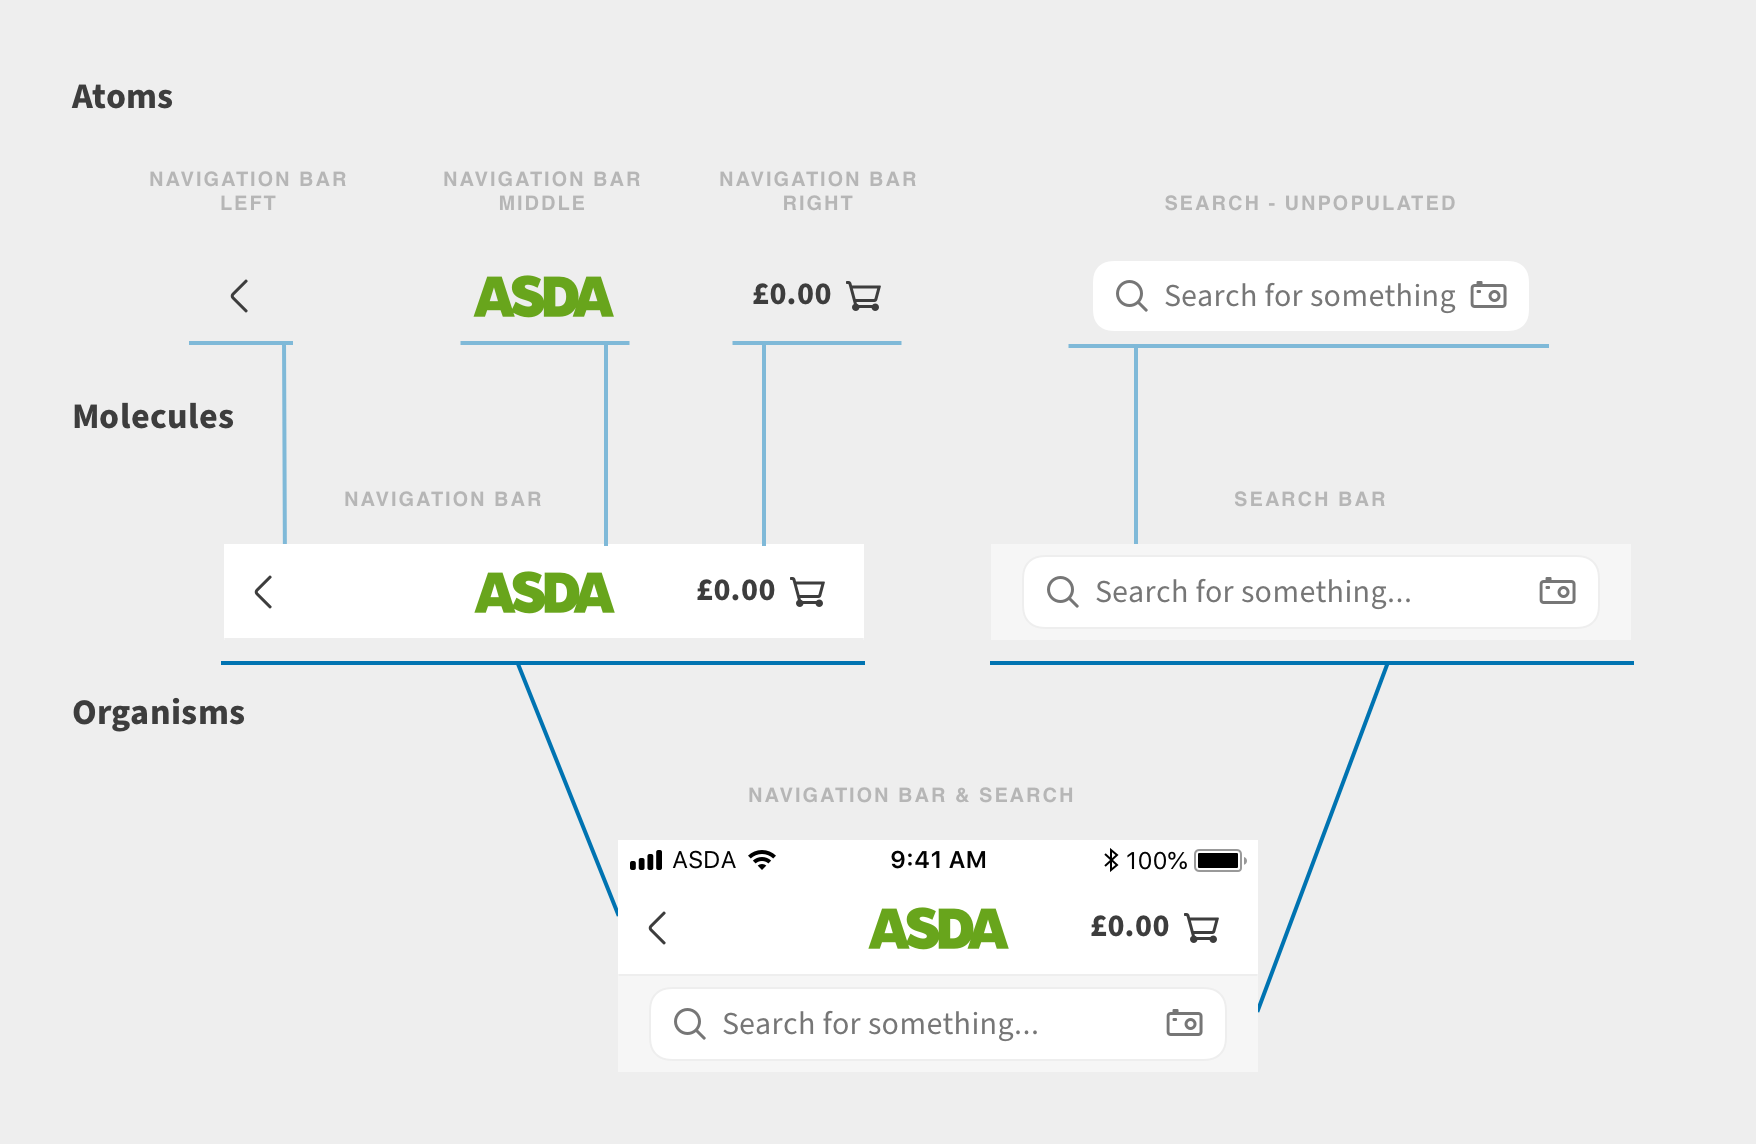 Atoms
NAVIGATION BAR
LEFT
NAVIGATION BAR
MIDDLE
NAVIGATION BAR
RIGHT
SEARCH - UNPOPULATED
ASDA
£0.00
Search for something
Molecules
NAVIGATION BAR
SEARCH BAR
ASDA
£0.00
Search for something...
Organisms
NAVIGATION BAR & SEARCH
ASDA
9:41 AM
100%
ASDA
£0.00
Search for something...